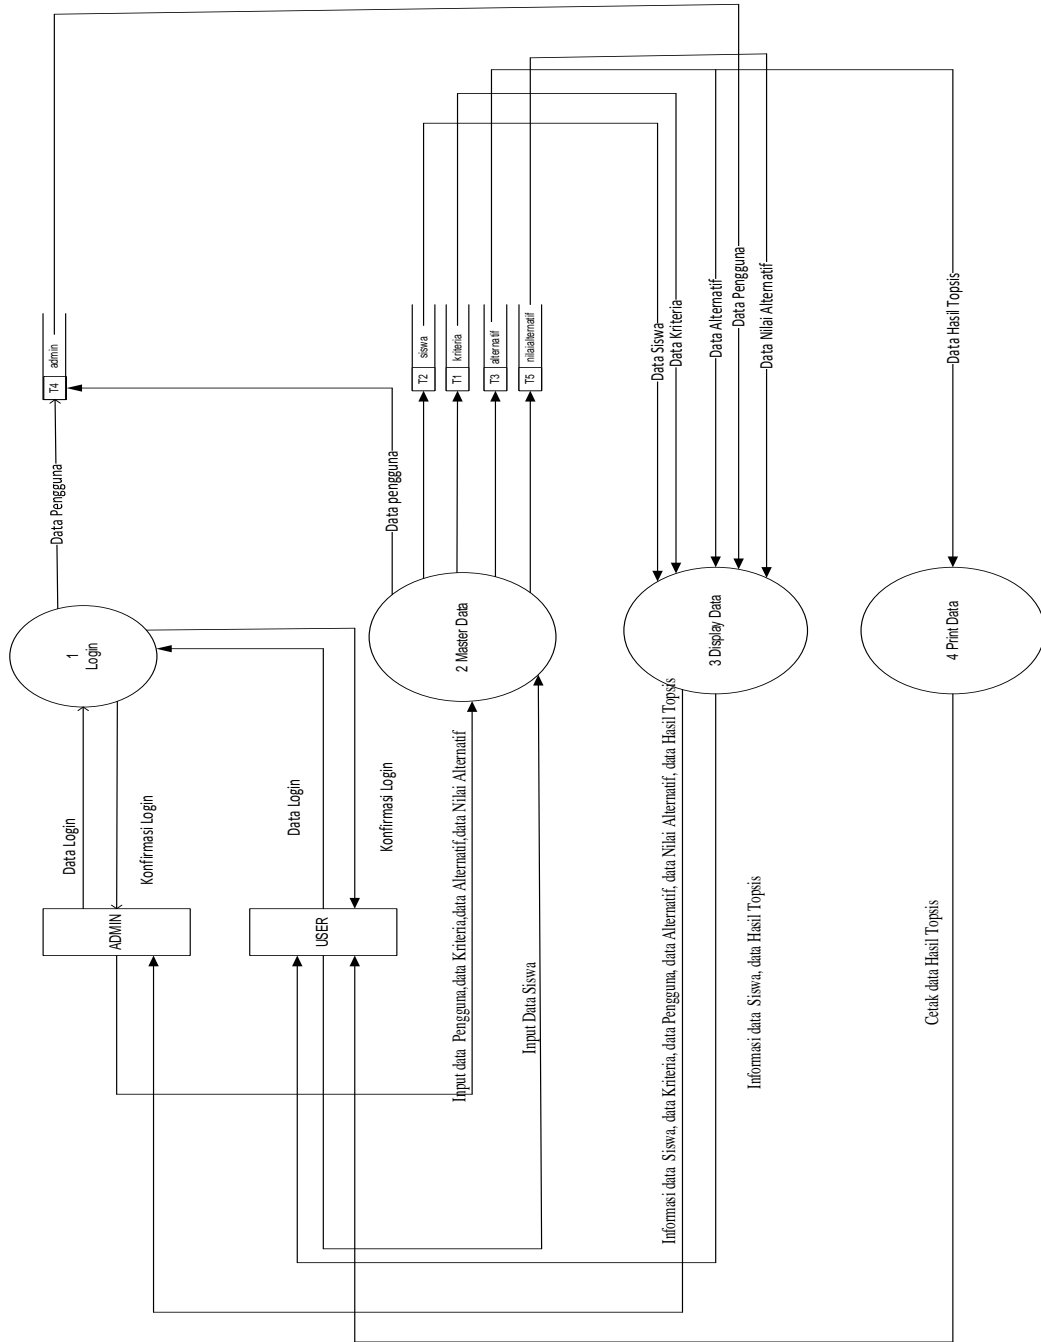 ADMIN
USER
Data Login
Konfirmasi Login
Data Login
Konfirmasi Login
1
Login
Data Pengguna
T4 admin
2 Master Data
Data pengguna
Input data Pengguna,data Kriteria,data Alternatif,data Nilai Alternatif
Input Data Siswa
T2 siswa
T1 kriteria
T3 alternatif
T5 nilaialternatif
3 Display Data
Data Siswa
Data Kriteria
Data Alternatif
Data Pengguna
Data Nilai Alternatif
Informasi data Siswa, data Kriteria, data Pengguna, data Alternatif, data Nilai Alternatif, data Hasil Topsis
Informasi data Siswa, data Hasil Topsis
4 Print Data
Data Hasil Topsis
Cetak data Hasil Topsis